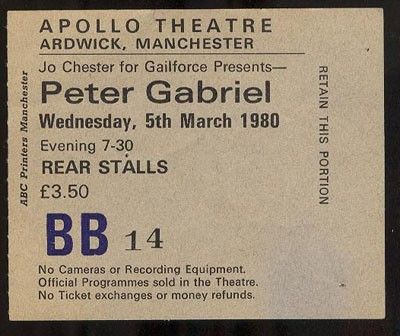 APOLLO THEATRE
ARDWICK, MANCHESTER
Jo Chester for Gailforce Presents—
Peter Gabriel
Wednesday, 5th March 1980
Evening 7-30
REAR STALLS
£3.50
BB 14
No Cameras or Recording Equipment.
Official Programmes sold in the Theatre.
No Ticket exchanges or money refunds.
ABC Printers Manchester
RETAIN THIS PORTION